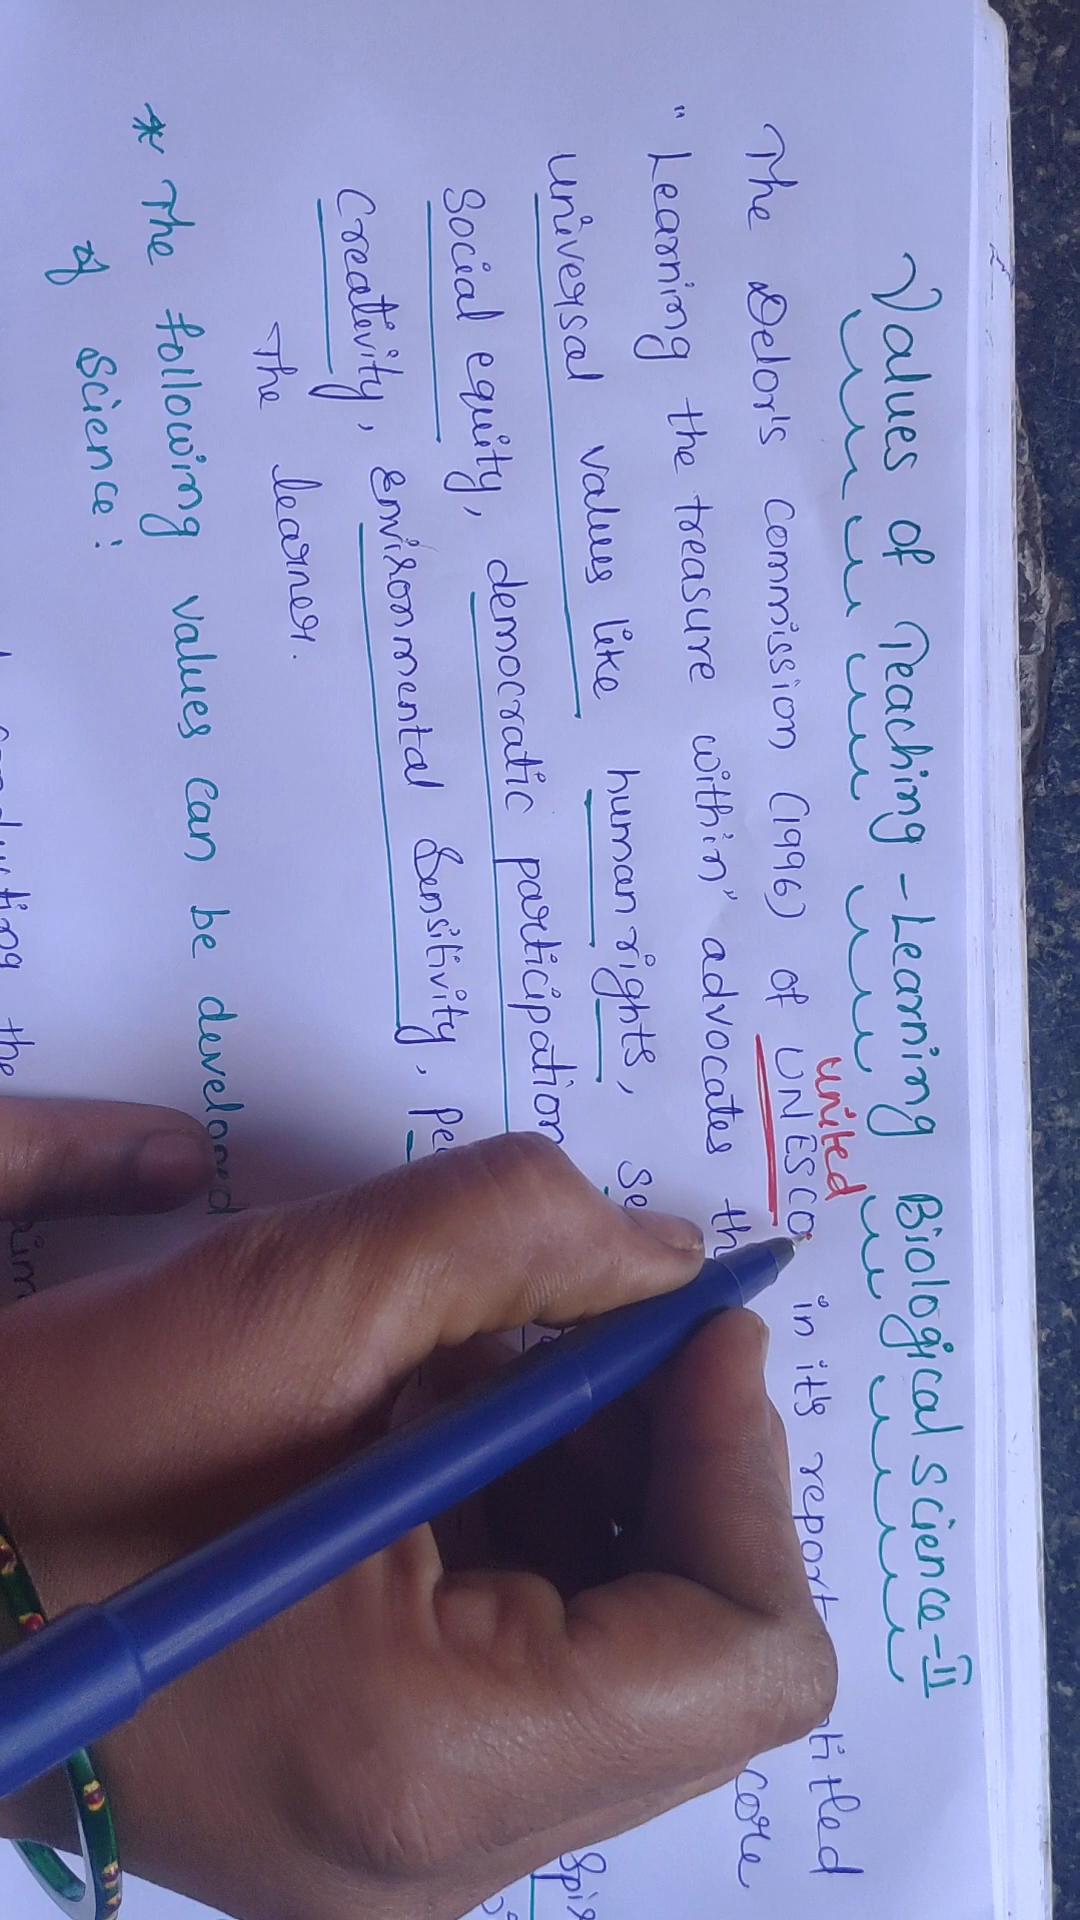 Values of Teaching-Learning Biological Science-II
united
The Delor's Commission (1996) of UNESCO in it's report
"Learning the treasure within" advocates core
universal values like human rights,
Social equity, democratic participation
Creativity, Environmental Sensitivity,
The learner.
* The following values can be developed
of Science:
the